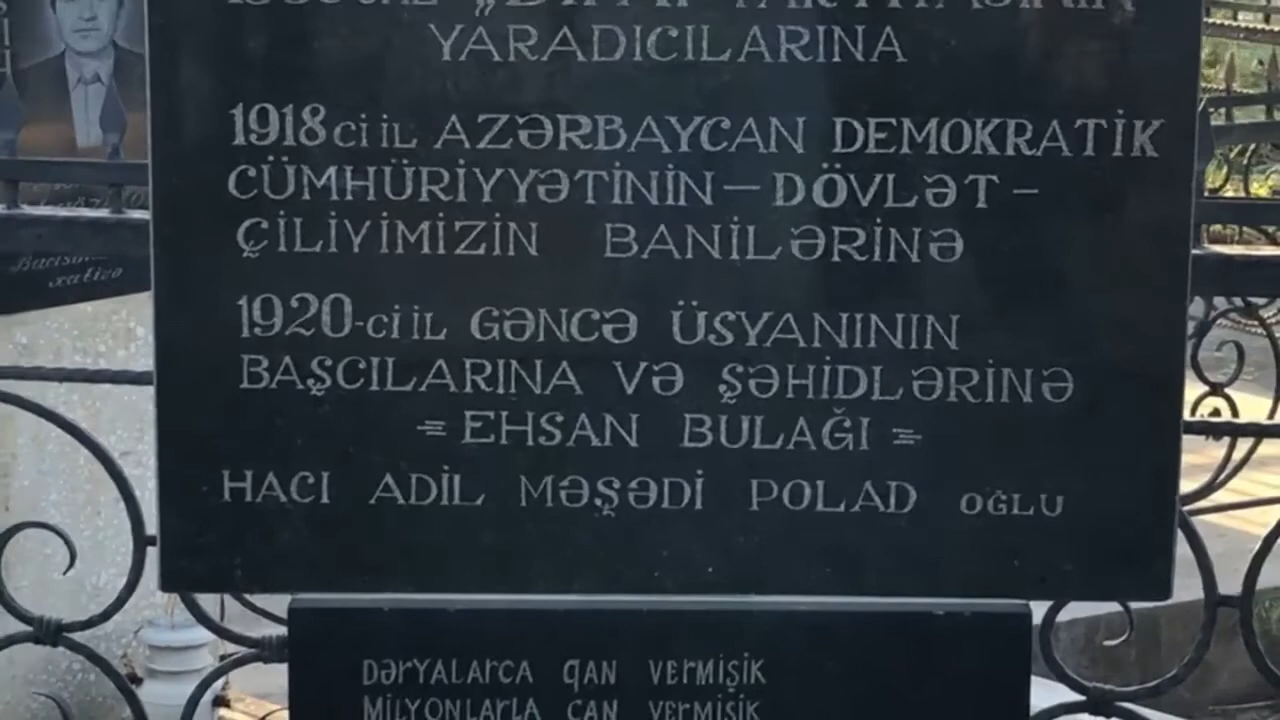 YARADICILARINA
1918 ci iL AZƏRBAYCAN DEMOKRATİK
CÜMHÜRİYYƏTİNİN – DÖVLƏT –
ÇİLİYİMİZİN BANİLƏRİNƏ
1920-ci iL GƏNCƏ ÜSYANININ
BAŞCILARINA VƏ ŞƏHİDLƏRİNƏ
= EHSAN BULAĞI =
HACI ADİL MƏŞƏDİ POLAD OĞLU
xatirə
DƏRYALARCA QAN VERMİŞİK
MİLYONLARLA CAN VERMİŞİK